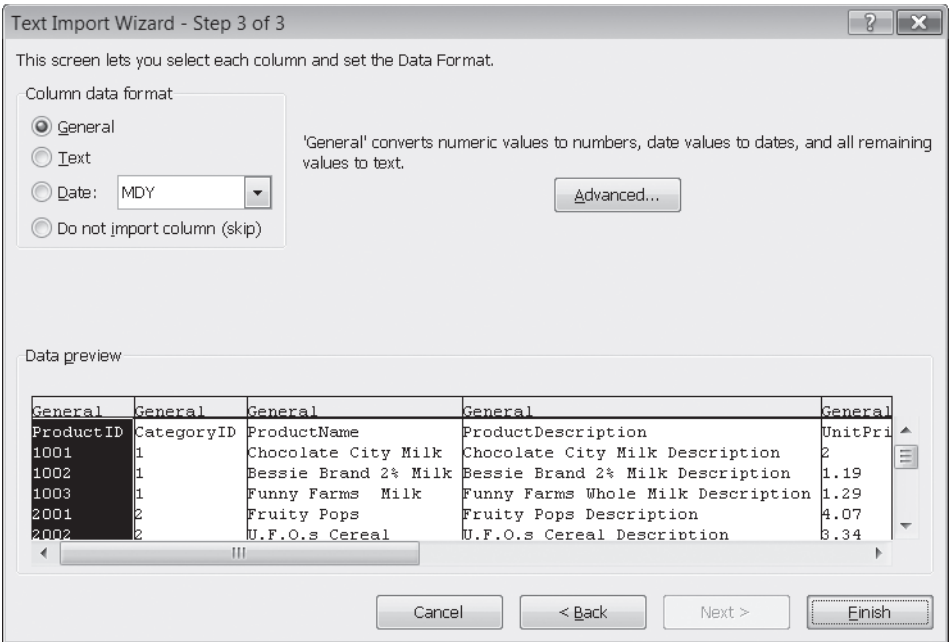 Text Import Wizard - Step 3 of 3
This screen lets you select each column and set the Data Format.
Column data format
General
Text
Date: MDY
Do not import column (skip)
'General' converts numeric values to numbers, date values to dates, and all remaining
values to text.
Advanced...
Data preview
General General General General General
ProductID CategoryID ProductName ProductDescription UnitPri
1001 1 Chocolate City Milk Chocolate City Milk Description 2
1002 1 Bessie Brand 2% Milk Bessie Brand 2% Milk Description 1.19
1003 1 Funny Farms  Milk Funny Farms Whole Milk Description 1.29
2001 2 Fruity Pops Fruity Pops Description 4.07
2002 2 U.F.O.s Cereal U.F.O.s Cereal Description 3.34
Cancel < Back Next > Finish